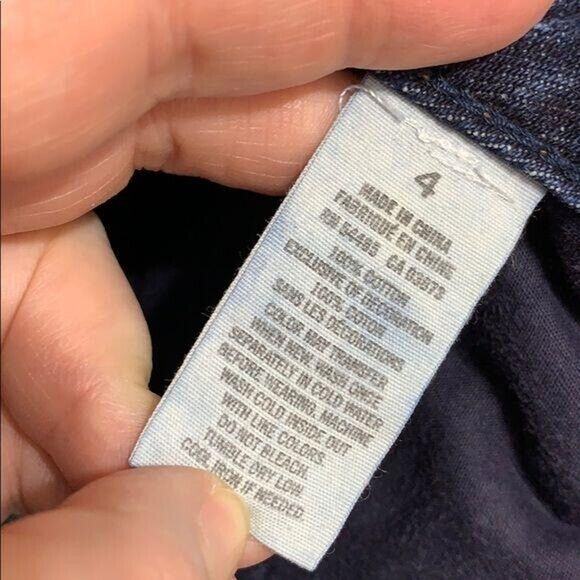 4
MADE IN CHINA
FABRIQUÉ EN CHINE
RN 54485 CA 03973
100% COTTON
EXCLUSIVE OF DECORATION
100% COTON
SANS LES DÉCORATIONS
COLOR MAY TRANSFER
WHEN NEW. WASH ONCE
SEPARATELY IN COLD WATER
BEFORE WEARING. MACHINE
WASH COLD INSIDE OUT
WITH LIKE COLORS
DO NOT BLEACH.
TUMBLE DRY LOW.
COOL IRON IF NEEDED.